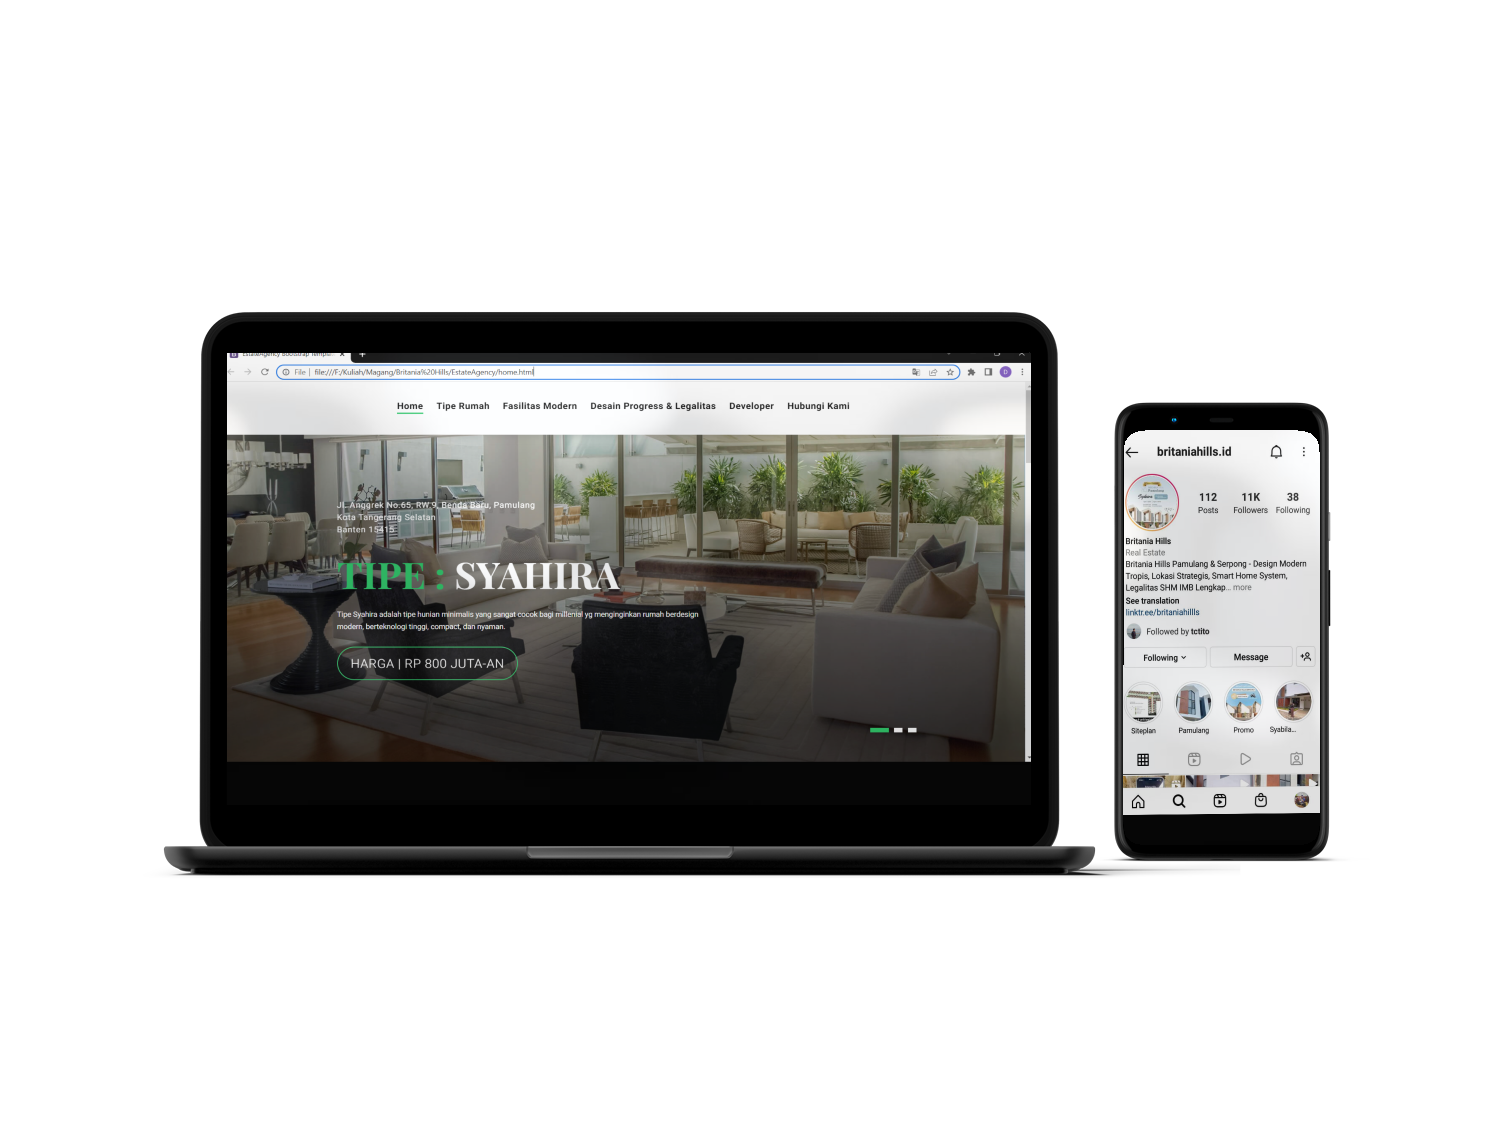 EstateAgency Bootstrap Templ
File | file:///F:/Kuliah/Magang/Britania%20Hills/EstateAgency/home.html
D
Home Tipe Rumah Fasilitas Modern Desain Progress & Legalitas Developer Hubungi Kami
Jl. Anggrek No.65, RW.9, Benda Baru, Pamulang
Kota Tangerang Selatan
Banten 15415
TIPE : SYAHIRA
Tipe Syahira adalah tipe hunian minimalis yang sangat cocok bagi millenial yg menginginkan rumah berdesign
modern, berteknologi tinggi, compact, dan nyaman.
HARGA | RP 800 JUTA-AN
britaniahills.id
112 11K 38
Posts Followers Following
Britania Hills
Real Estate
Britania Hills Pamulang & Serpong - Design Modern
Tropis, Lokasi Strategis, Smart Home System,
Legalitas SHM IMB Lengkap... more
See translation
linktr.ee/britaniahillls
Followed by tctito
Following Message
Siteplan Pamulang Promo Syabila...